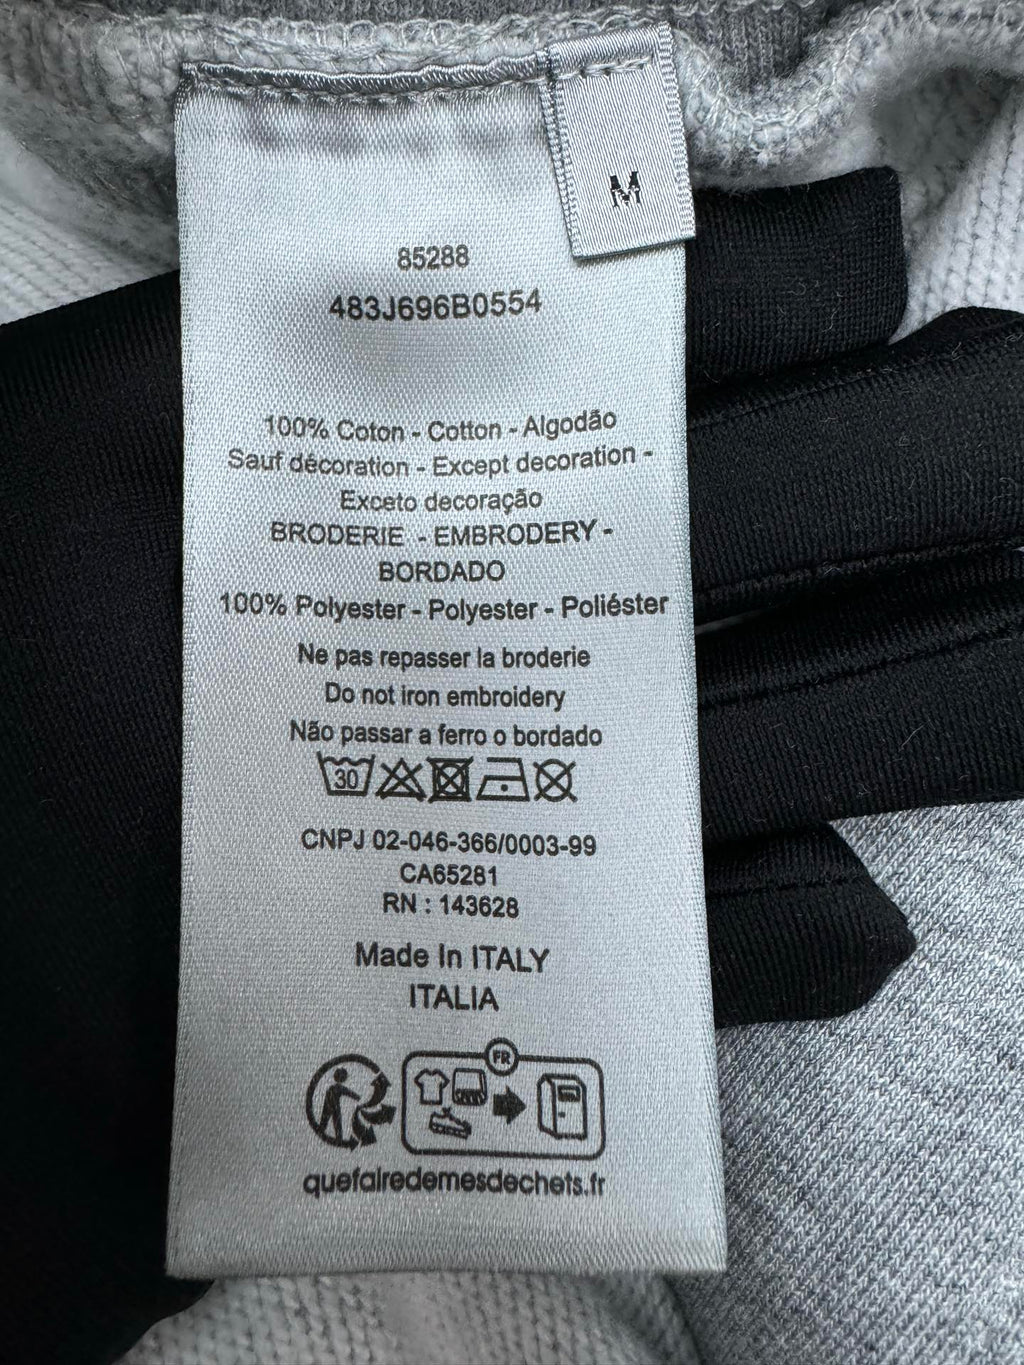 M
85288
483J696B0554
100% Coton - Cotton - Algodão
Sauf décoration - Except decoration -
Exceto decoração
BRODERIE - EMBRODERY -
BORDADO
100% Polyester - Polyester - Poliéster
Ne pas repasser la broderie
Do not iron embroidery
Não passar a ferro o bordado
30
CNPJ 02-046-366/0003-99
CA65281
RN : 143628
Made In ITALY
ITALIA
FR
quefairedemesdechets.fr